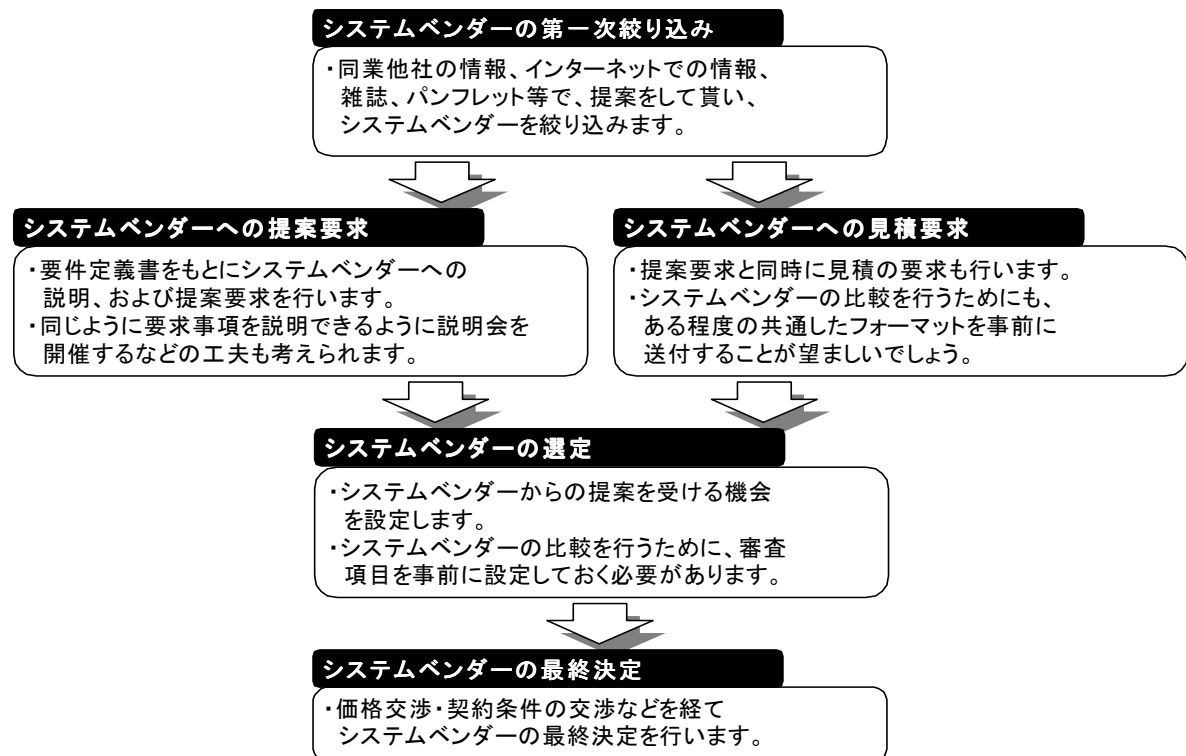 システムベンダーの第一次絞り込み
・同業他社の情報、インターネットでの情報、
雑誌、パンフレット等で、提案をして貰い、
システムベンダーを絞り込みます。
システムベンダーへの提案要求
・要件定義書をもとにシステムベンダーへの
説明、および提案要求を行います。
・同じように要求事項を説明できるように説明会を
開催するなどの工夫も考えられます。
システムベンダーへの見積要求
・提案要求と同時に見積の要求も行います。
・システムベンダーの比較を行うためにも、
ある程度の共通したフォーマットを事前に
送付することが望ましいでしょう。
システムベンダーの選定
・システムベンダーからの提案を受ける機会
を設定します。
・システムベンダーの比較を行うために、審査
項目を事前に設定しておく必要があります。
システムベンダーの最終決定
・価格交渉・契約条件の交渉などを経て
システムベンダーの最終決定を行います。